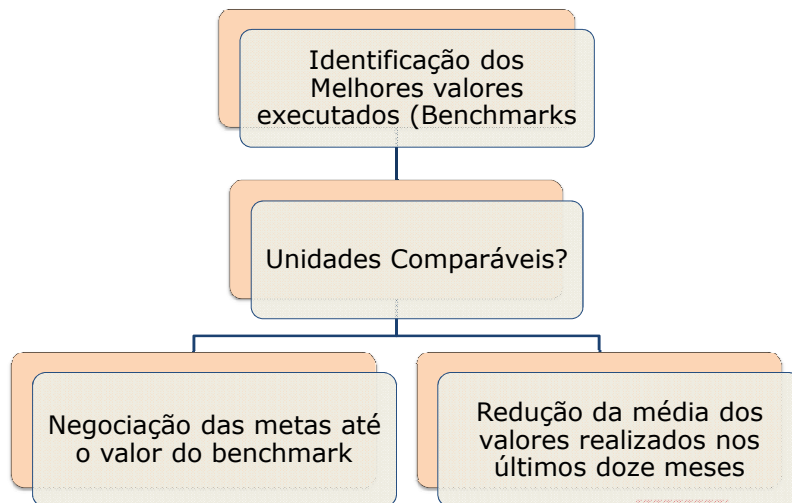 Identificação dos
Melhores valores
executados (Benchmarks
Unidades Comparáveis?
Negociação das metas até
o valor do benchmark
Redução da média dos
valores realizados nos
últimos doze meses